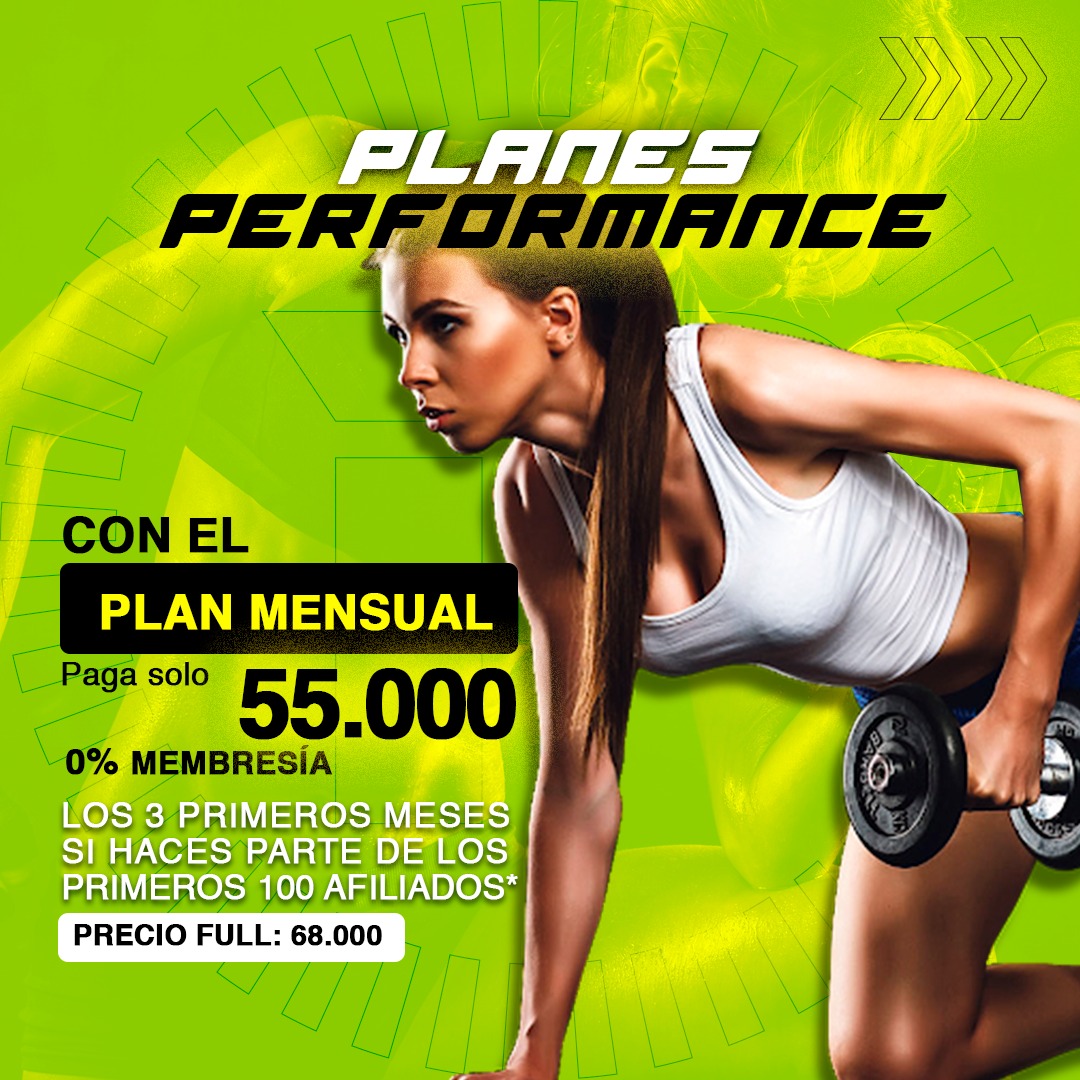 PLANES
PERFORMANCE
CON EL
PLAN MENSUAL
Paga solo
55.000
0% MEMBRESÍA
LOS 3 PRIMEROS MESES
SI HACES PARTE DE LOS
PRIMEROS 100 AFILIADOS*
PRECIO FULL: 68.000